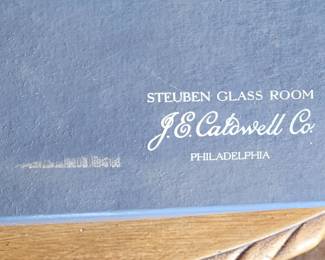 STEUBEN GLASS ROOM
J.E. Caldwell Co.
PHILADELPHIA